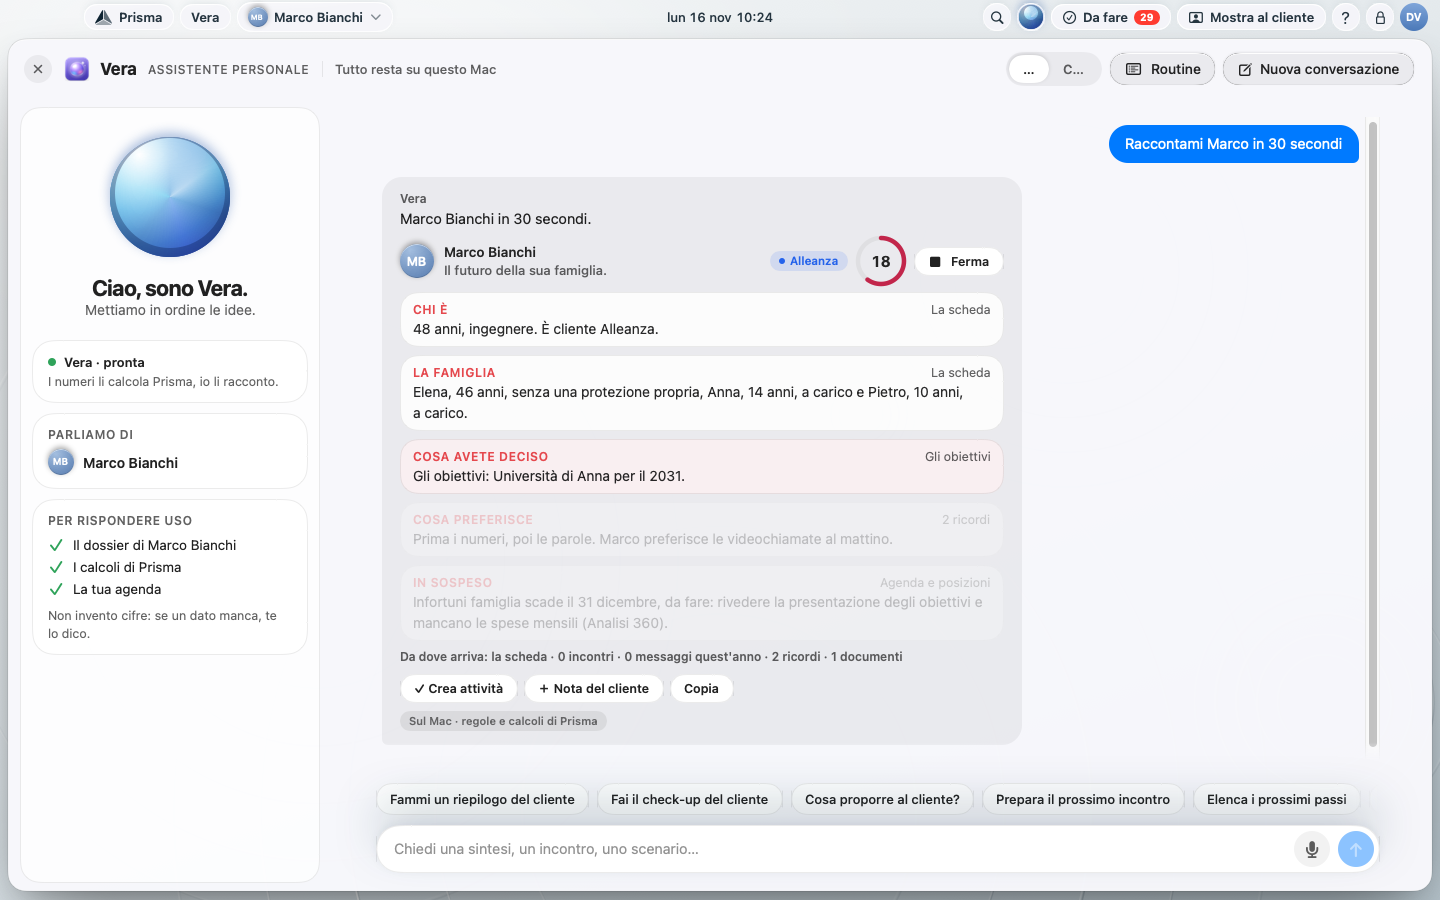 Prisma
Vera
MB Marco Bianchi
lun 16 nov 10:24
Da fare 29
Mostra al cliente
?
DV
Vera ASSISTENTE PERSONALE Tutto resta su questo Mac
...
C...
Routine
Nuova conversazione
Ciao, sono Vera.
Mettiamo in ordine le idee.
Vera · pronta
I numeri li calcola Prisma, io li racconto.
PARLIAMO DI
MB Marco Bianchi
PER RISPONDERE USO
Il dossier di Marco Bianchi
I calcoli di Prisma
La tua agenda
Non invento cifre: se un dato manca, te
lo dico.
Raccontami Marco in 30 secondi
Vera
Marco Bianchi in 30 secondi.
MB
Marco Bianchi
Il futuro della sua famiglia.
Alleanza
18
Ferma
CHI È La scheda
48 anni, ingegnere. È cliente Alleanza.
LA FAMIGLIA La scheda
Elena, 46 anni, senza una protezione propria, Anna, 14 anni, a carico e Pietro, 10 anni,
a carico.
COSA AVETE DECISO Gli obiettivi
Gli obiettivi: Università di Anna per il 2031.
COSA PREFERISCE 2 ricordi
Prima i numeri, poi le parole. Marco preferisce le videochiamate al mattino.
IN SOSPESO Agenda e posizioni
Infortuni famiglia scade il 31 dicembre, da fare: rivedere la presentazione degli obiettivi e
mancano le spese mensili (Analisi 360).
Da dove arriva: la scheda · 0 incontri · 0 messaggi quest'anno · 2 ricordi · 1 documenti
✓ Crea attività
+ Nota del cliente
Copia
Sul Mac · regole e calcoli di Prisma
Fammi un riepilogo del cliente
Fai il check-up del cliente
Cosa proporre al cliente?
Prepara il prossimo incontro
Elenca i prossimi passi
Chiedi una sintesi, un incontro, uno scenario...